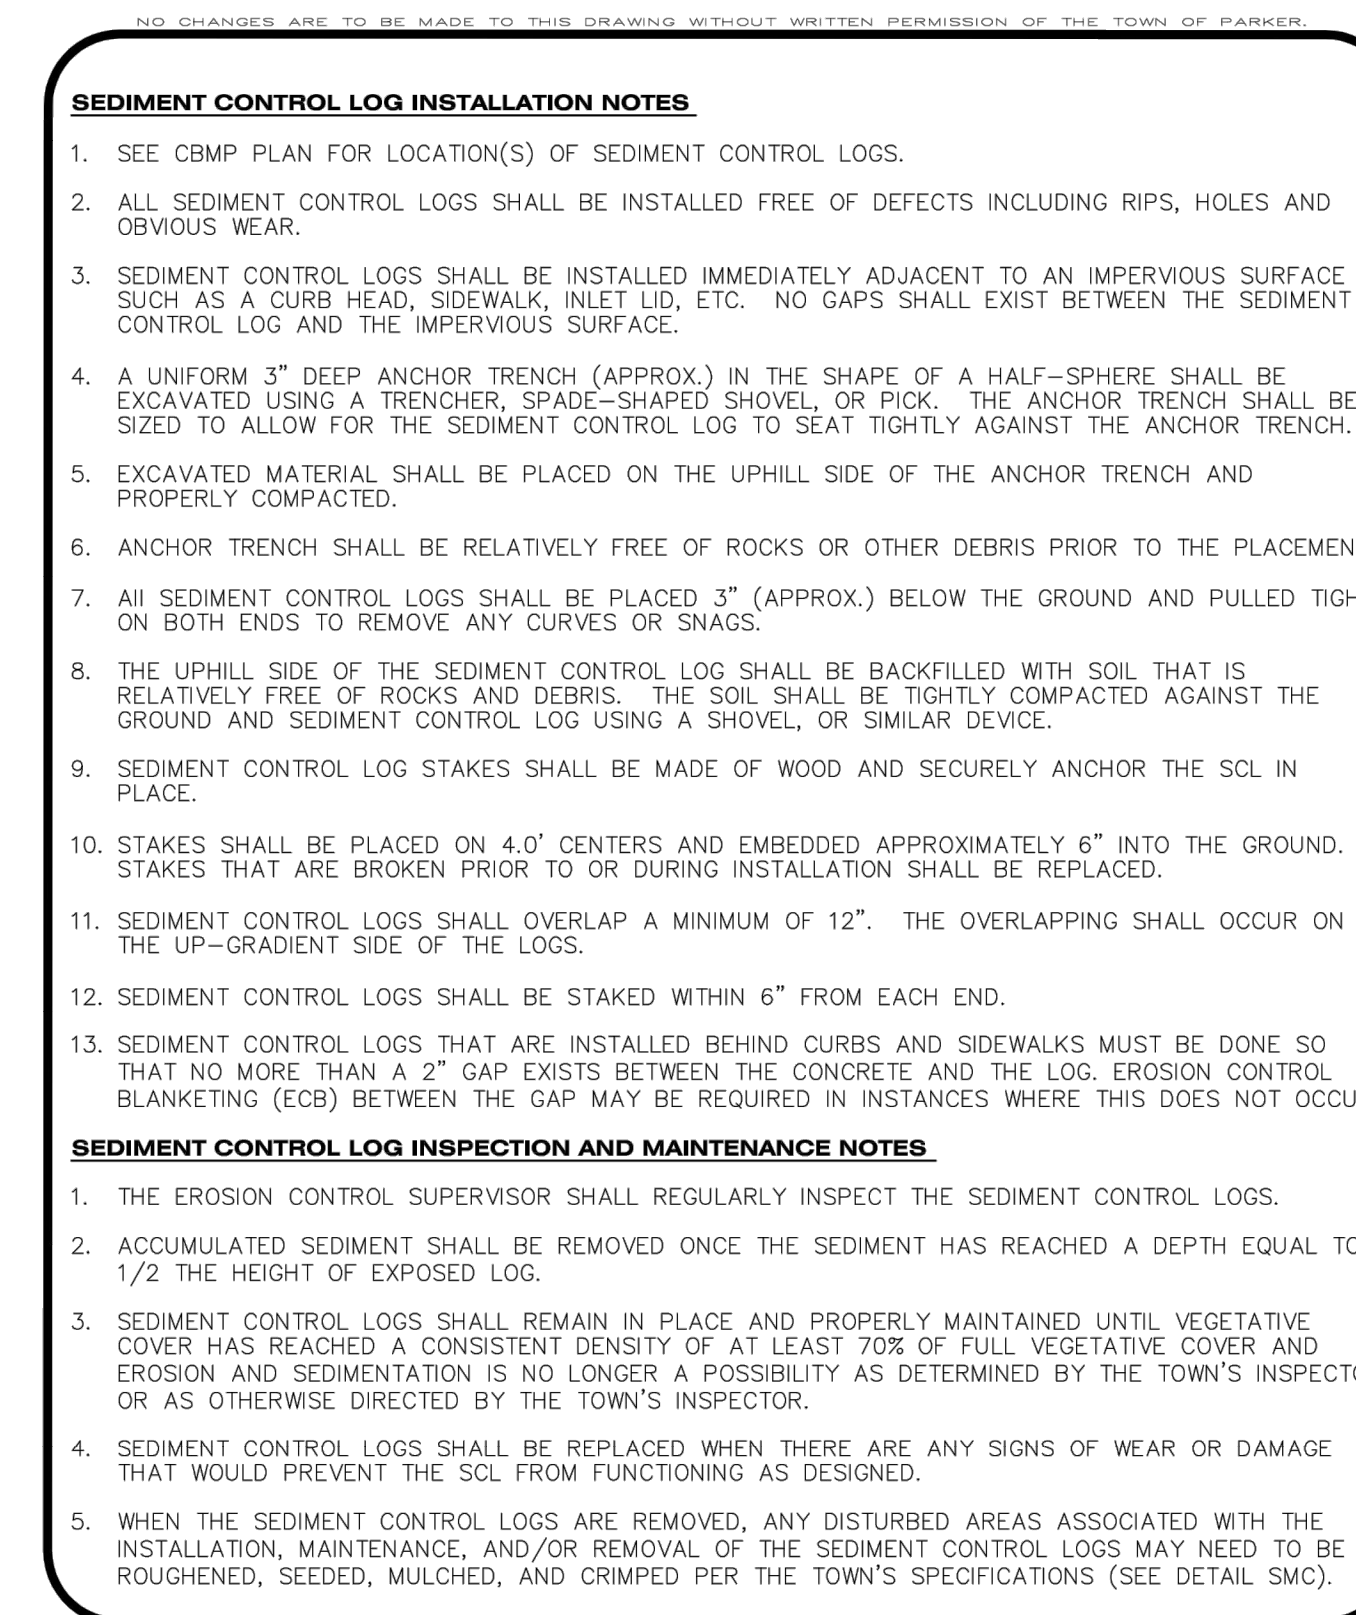 NO CHANGES ARE TO BE MADE TO THIS DRAWING WITHOUT WRITTEN PERMISSION OF THE TOWN OF PARKER.
SEDIMENT CONTROL LOG INSTALLATION NOTES
1. SEE CBMP PLAN FOR LOCATION(S) OF SEDIMENT CONTROL LOGS.
2. ALL SEDIMENT CONTROL LOGS SHALL BE INSTALLED FREE OF DEFECTS INCLUDING RIPS, HOLES AND
OBVIOUS WEAR.
3. SEDIMENT CONTROL LOGS SHALL BE INSTALLED IMMEDIATELY ADJACENT TO AN IMPERVIOUS SURFACE
SUCH AS A CURB HEAD, SIDEWALK, INLET LID, ETC. NO GAPS SHALL EXIST BETWEEN THE SEDIMENT
CONTROL LOG AND THE IMPERVIOUS SURFACE.
4. A UNIFORM 3" DEEP ANCHOR TRENCH (APPROX.) IN THE SHAPE OF A HALF-SPHERE SHALL BE
EXCAVATED USING A TRENCHER, SPADE-SHAPED SHOVEL, OR PICK. THE ANCHOR TRENCH SHALL BE
SIZED TO ALLOW FOR THE SEDIMENT CONTROL LOG TO SEAT TIGHTLY AGAINST THE ANCHOR TRENCH.
5. EXCAVATED MATERIAL SHALL BE PLACED ON THE UPHILL SIDE OF THE ANCHOR TRENCH AND
PROPERLY COMPACTED.
6. ANCHOR TRENCH SHALL BE RELATIVELY FREE OF ROCKS OR OTHER DEBRIS PRIOR TO THE PLACEMEN
7. All SEDIMENT CONTROL LOGS SHALL BE PLACED 3" (APPROX.) BELOW THE GROUND AND PULLED TIGH
ON BOTH ENDS TO REMOVE ANY CURVES OR SNAGS.
8. THE UPHILL SIDE OF THE SEDIMENT CONTROL LOG SHALL BE BACKFILLED WITH SOIL THAT IS
RELATIVELY FREE OF ROCKS AND DEBRIS. THE SOIL SHALL BE TIGHTLY COMPACTED AGAINST THE
GROUND AND SEDIMENT CONTROL LOG USING A SHOVEL, OR SIMILAR DEVICE.
9. SEDIMENT CONTROL LOG STAKES SHALL BE MADE OF WOOD AND SECURELY ANCHOR THE SCL IN
PLACE.
10. STAKES SHALL BE PLACED ON 4.0' CENTERS AND EMBEDDED APPROXIMATELY 6" INTO THE GROUND.
STAKES THAT ARE BROKEN PRIOR TO OR DURING INSTALLATION SHALL BE REPLACED.
11. SEDIMENT CONTROL LOGS SHALL OVERLAP A MINIMUM OF 12". THE OVERLAPPING SHALL OCCUR ON
THE UP-GRADIENT SIDE OF THE LOGS.
12. SEDIMENT CONTROL LOGS SHALL BE STAKED WITHIN 6" FROM EACH END.
13. SEDIMENT CONTROL LOGS THAT ARE INSTALLED BEHIND CURBS AND SIDEWALKS MUST BE DONE SO
THAT NO MORE THAN A 2" GAP EXISTS BETWEEN THE CONCRETE AND THE LOG. EROSION CONTROL
BLANKETING (ECB) BETWEEN THE GAP MAY BE REQUIRED IN INSTANCES WHERE THIS DOES NOT OCCU
SEDIMENT CONTROL LOG INSPECTION AND MAINTENANCE NOTES
1. THE EROSION CONTROL SUPERVISOR SHALL REGULARLY INSPECT THE SEDIMENT CONTROL LOGS.
2. ACCUMULATED SEDIMENT SHALL BE REMOVED ONCE THE SEDIMENT HAS REACHED A DEPTH EQUAL TO
1/2 THE HEIGHT OF EXPOSED LOG.
3. SEDIMENT CONTROL LOGS SHALL REMAIN IN PLACE AND PROPERLY MAINTAINED UNTIL VEGETATIVE
COVER HAS REACHED A CONSISTENT DENSITY OF AT LEAST 70% OF FULL VEGETATIVE COVER AND
EROSION AND SEDIMENTATION IS NO LONGER A POSSIBILITY AS DETERMINED BY THE TOWN'S INSPECTO
OR AS OTHERWISE DIRECTED BY THE TOWN'S INSPECTOR.
4. SEDIMENT CONTROL LOGS SHALL BE REPLACED WHEN THERE ARE ANY SIGNS OF WEAR OR DAMAGE
THAT WOULD PREVENT THE SCL FROM FUNCTIONING AS DESIGNED.
5. WHEN THE SEDIMENT CONTROL LOGS ARE REMOVED, ANY DISTURBED AREAS ASSOCIATED WITH THE
INSTALLATION, MAINTENANCE, AND/OR REMOVAL OF THE SEDIMENT CONTROL LOGS MAY NEED TO BE
ROUGHENED, SEEDED, MULCHED, AND CRIMPED PER THE TOWN'S SPECIFICATIONS (SEE DETAIL SMC).